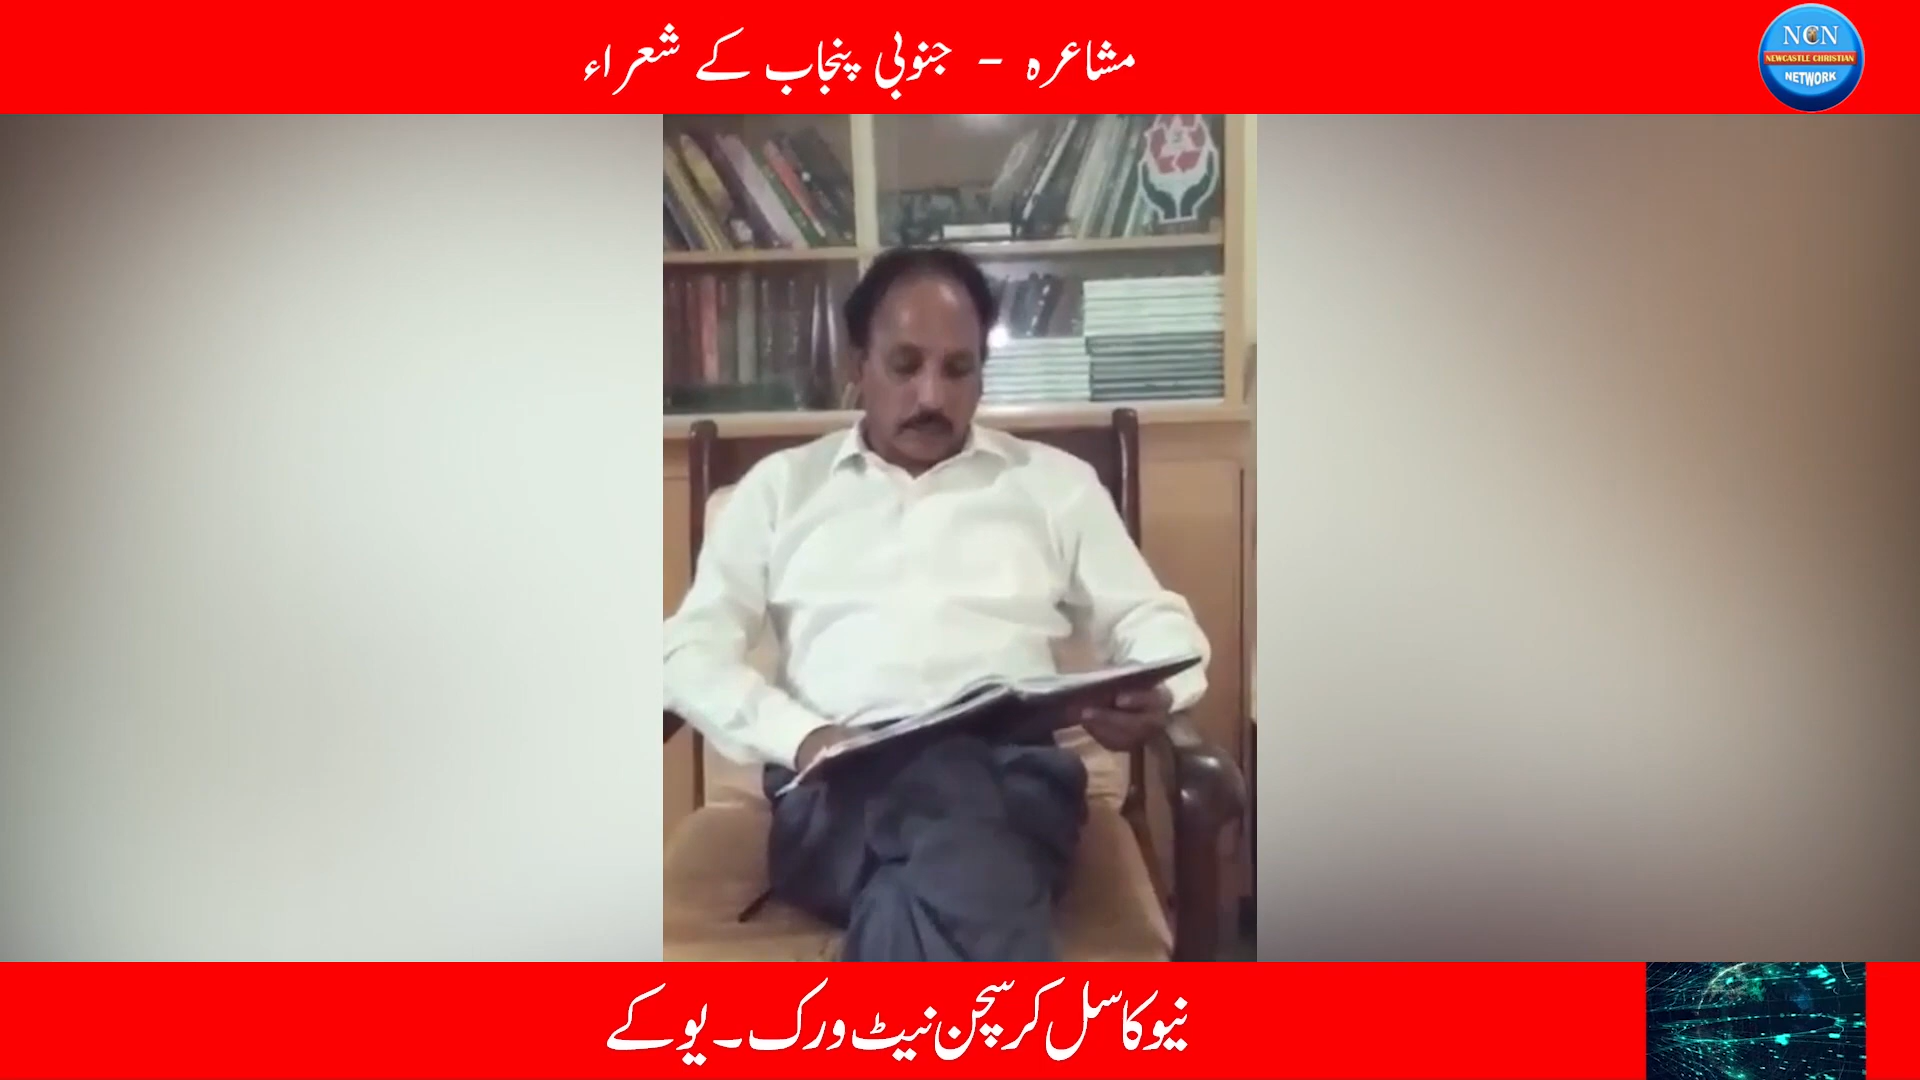 مشاعرہ - جنوبی پنجاب کے شعراء
NCN
NEWCASTLE CHRISTIAN
NETWORK
نیوکاسل کرسچن نیٹ ورک۔ یو کے